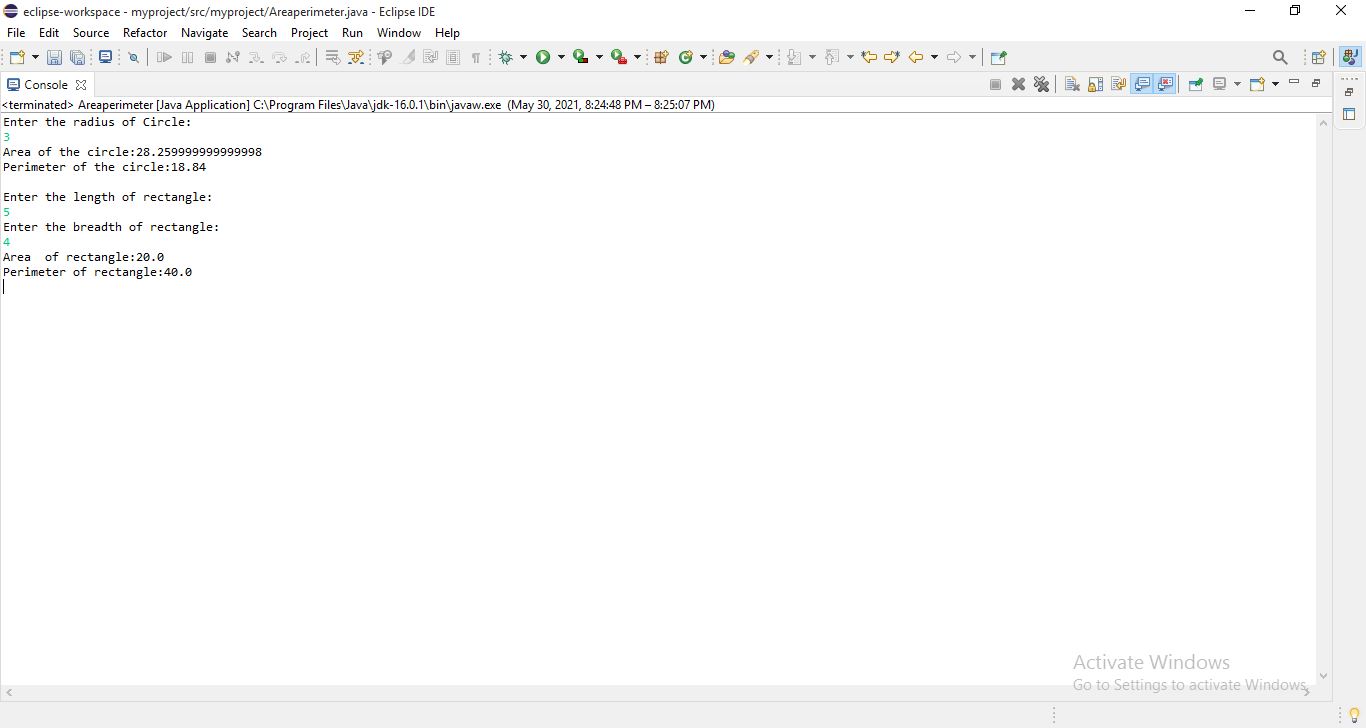 eclipse-workspace - myproject/src/myproject/Areaperimeter.java - Eclipse IDE
File Edit Source Refactor Navigate Search Project Run Window Help
Console
<terminated> Areaperimeter [Java Application] C:\Program Files\Java\jdk-16.0.1\bin\javaw.exe (May 30, 2021, 8:24:48 PM – 8:25:07 PM)
Enter the radius of Circle:
3
Area of the circle:28.259999999999998
Perimeter of the circle:18.84
Enter the length of rectangle:
5
Enter the breadth of rectangle:
4
Area  of rectangle:20.0
Perimeter of rectangle:40.0
Activate Windows
Go to Settings to activate Windows.